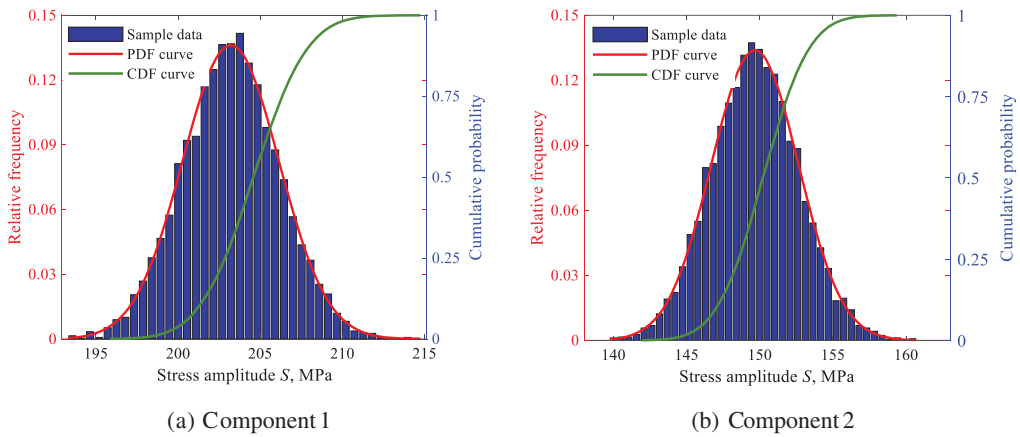 0.15
0.12
0.09
0.06
0.03
0
Relative frequency
Sample data
PDF curve
CDF curve
1
0.75
0.5
0.25
0
Cumulative probability
195 200 205 210 215
Stress amplitude S, MPa
(a) Component 1
0.15
0.12
0.09
0.06
0.03
0
Relative frequency
Sample data
PDF curve
CDF curve
1
0.75
0.5
0.25
0
Cumulative probability
140 145 150 155 160
Stress amplitude S, MPa
(b) Component 2